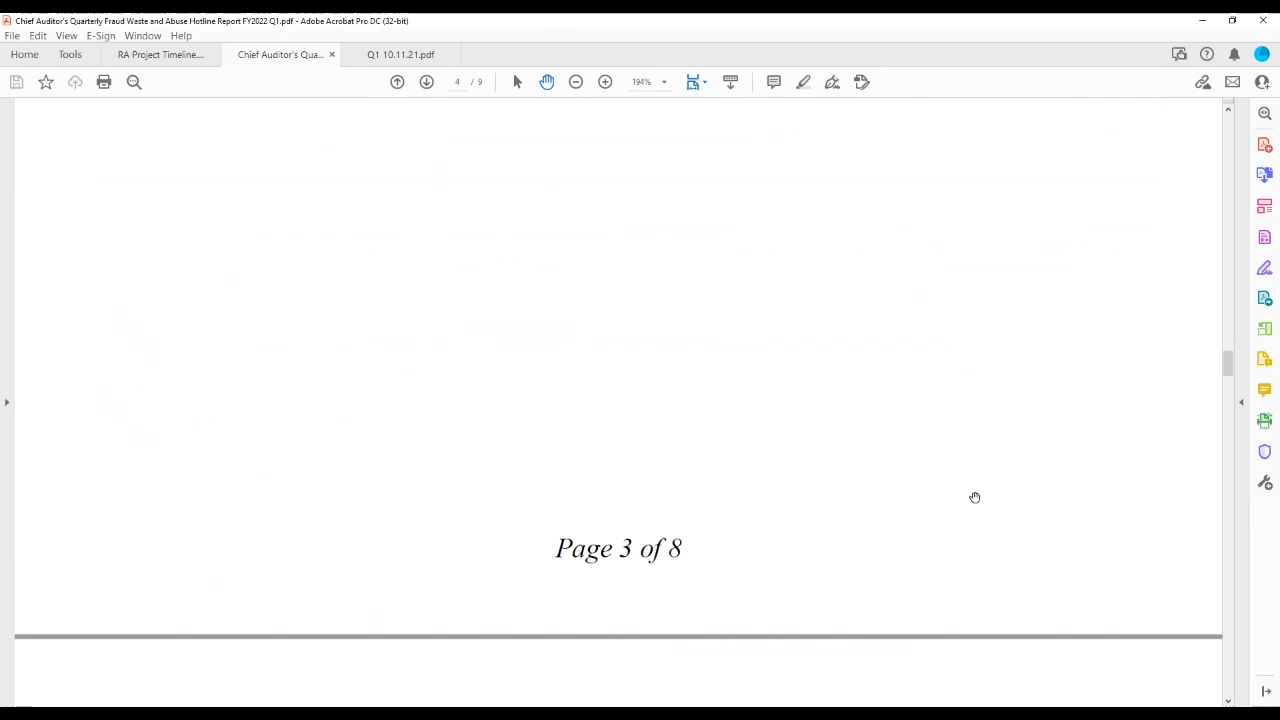 Chief Auditor's Quarterly Fraud Waste and Abuse Hotline Report FY2022 Q1.pdf - Adobe Acrobat Pro DC (32-bit)
File Edit View E-Sign Window Help
Home Tools RA Project Timeline... Chief Auditor's Qua... × Q1 10.11.21.pdf
4 / 9 194%
Page 3 of 8